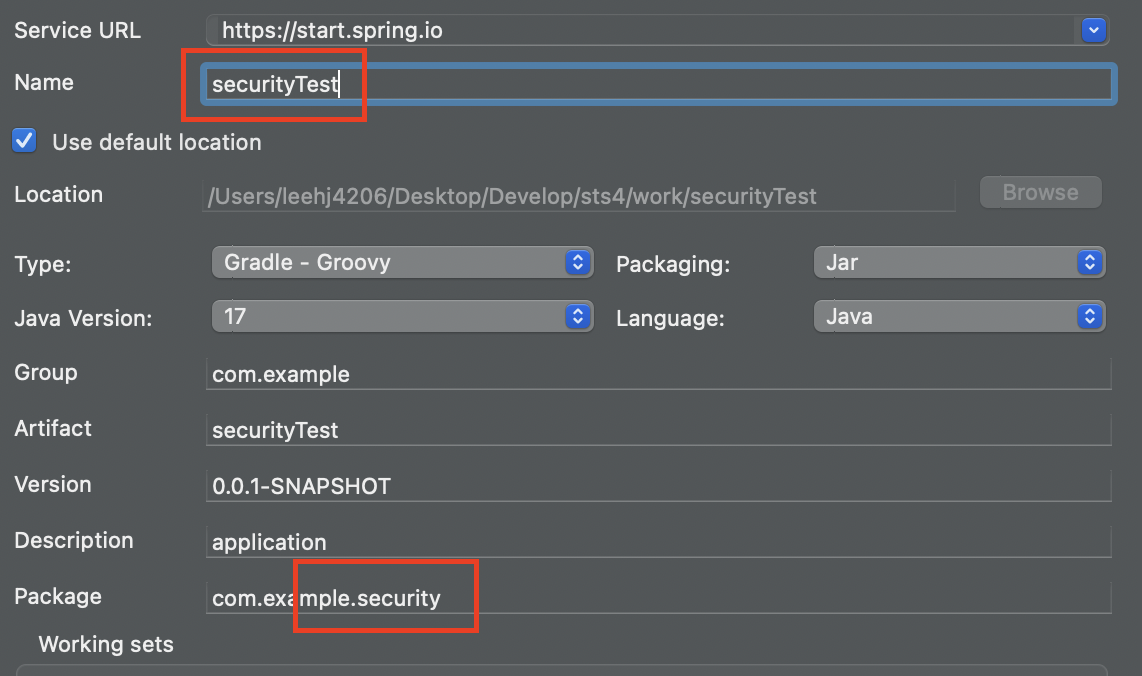 Service URL https://start.spring.io
Name securityTest
Use default location
Location /Users/leehj4206/Desktop/Develop/sts4/work/securityTest Browse
Type: Gradle - Groovy Packaging: Jar
Java Version: 17 Language: Java
Group com.example
Artifact securityTest
Version 0.0.1-SNAPSHOT
Description application
Package com.example.security
Working sets